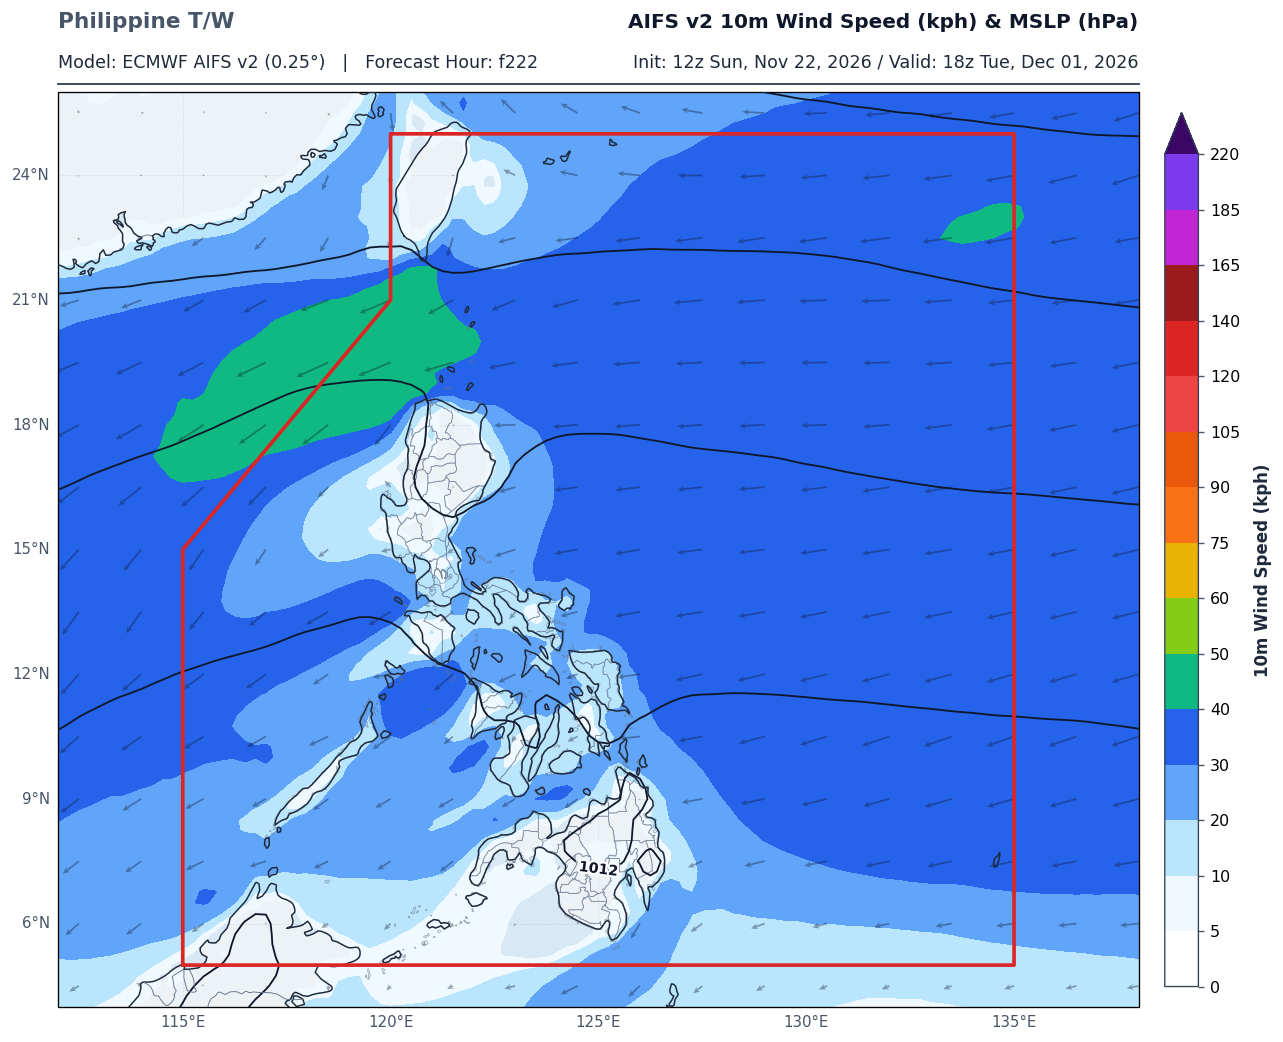 Philippine T/W
AIFS v2 10m Wind Speed (kph) & MSLP (hPa)
Model: ECMWF AIFS v2 (0.25°) | Forecast Hour: f222
Init: 12z Sun, Nov 22, 2026 / Valid: 18z Tue, Dec 01, 2026
24°N
21°N
18°N
15°N
12°N
9°N
6°N
1012
115°E
120°E
125°E
130°E
135°E
220
185
165
140
120
105
90
75
60
50
40
30
20
10
5
0
10m Wind Speed (kph)